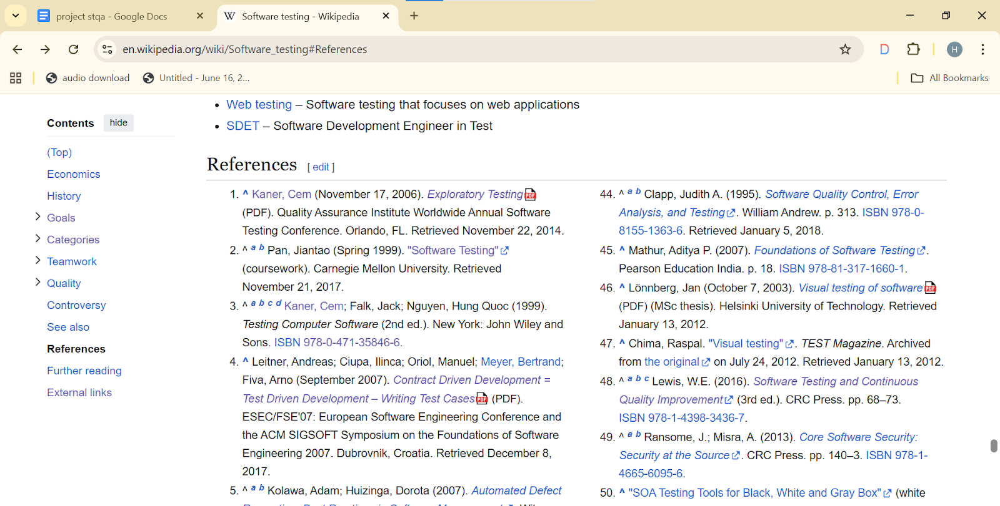 project stqa - Google Docs
Software testing - Wikipedia
en.wikipedia.org/wiki/Software_testing#References
D
H
audio download
Untitled - June 16, 2...
All Bookmarks
Contents hide
(Top)
Economics
History
Goals
Categories
Teamwork
Quality
Controversy
See also
References
Further reading
External links
• Web testing – Software testing that focuses on web applications
• SDET – Software Development Engineer in Test
References [ edit ]
1. ^ Kaner, Cem (November 17, 2006). Exploratory Testing
(PDF). Quality Assurance Institute Worldwide Annual Software
Testing Conference. Orlando, FL. Retrieved November 22, 2014.
2. ^ a b Pan, Jiantao (Spring 1999). "Software Testing"
(coursework). Carnegie Mellon University. Retrieved
November 21, 2017.
3. ^ a b c d Kaner, Cem; Falk, Jack; Nguyen, Hung Quoc (1999).
Testing Computer Software (2nd ed.). New York: John Wiley and
Sons. ISBN 978-0-471-35846-6.
4. ^ Leitner, Andreas; Ciupa, Ilinca; Oriol, Manuel; Meyer, Bertrand;
Fiva, Arno (September 2007). Contract Driven Development =
Test Driven Development – Writing Test Cases (PDF).
ESEC/FSE'07: European Software Engineering Conference and
the ACM SIGSOFT Symposium on the Foundations of Software
Engineering 2007. Dubrovnik, Croatia. Retrieved December 8,
2017.
5. ^ a b Kolawa, Adam; Huizinga, Dorota (2007). Automated Defect
44. ^ a b Clapp, Judith A. (1995). Software Quality Control, Error
Analysis, and Testing. William Andrew. p. 313. ISBN 978-0-
8155-1363-6. Retrieved January 5, 2018.
45. ^ Mathur, Aditya P. (2007). Foundations of Software Testing.
Pearson Education India. p. 18. ISBN 978-81-317-1660-1.
46. ^ Lönnberg, Jan (October 7, 2003). Visual testing of software
(PDF) (MSc thesis). Helsinki University of Technology. Retrieved
January 13, 2012.
47. ^ Chima, Raspal. "Visual testing". TEST Magazine. Archived
from the original on July 24, 2012. Retrieved January 13, 2012.
48. ^ a b c Lewis, W.E. (2016). Software Testing and Continuous
Quality Improvement (3rd ed.). CRC Press. pp. 68–73.
ISBN 978-1-4398-3436-7.
49. ^ a b Ransome, J.; Misra, A. (2013). Core Software Security:
Security at the Source. CRC Press. pp. 140–3. ISBN 978-1-
4665-6095-6.
50. ^ "SOA Testing Tools for Black, White and Gray Box" (white